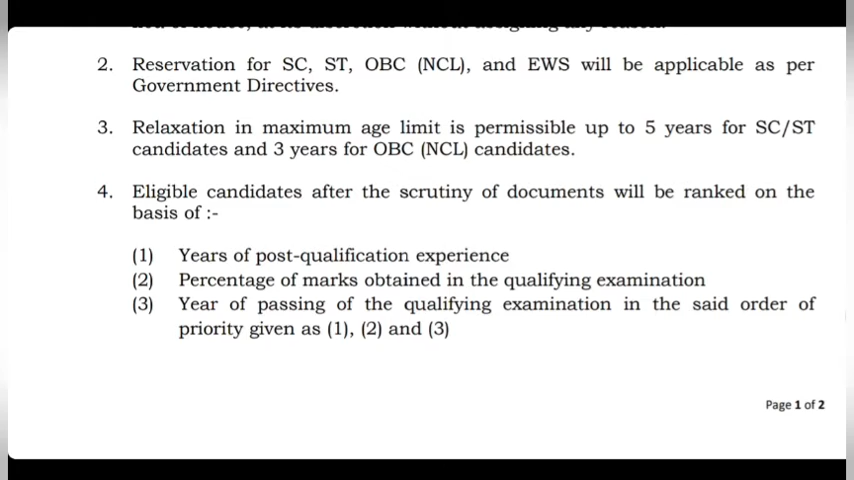 2. Reservation for SC, ST, OBC (NCL), and EWS will be applicable as per
Government Directives.
3. Relaxation in maximum age limit is permissible up to 5 years for SC/ST
candidates and 3 years for OBC (NCL) candidates.
4. Eligible candidates after the scrutiny of documents will be ranked on the
basis of :-
(1) Years of post-qualification experience
(2) Percentage of marks obtained in the qualifying examination
(3) Year of passing of the qualifying examination in the said order of
priority given as (1), (2) and (3)
Page 1 of 2